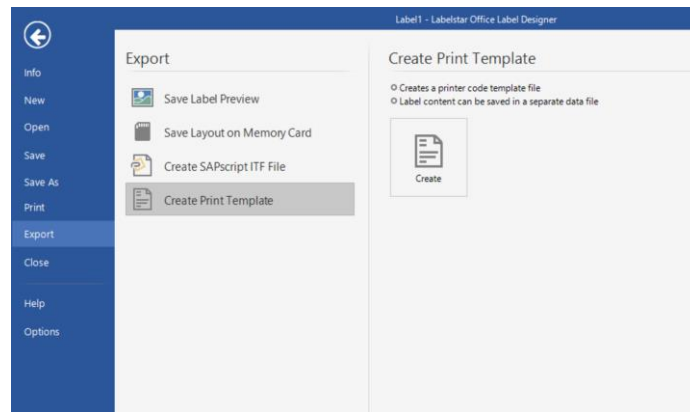 Label1 - Labelstar Office Label Designer
Info
New
Open
Save
Save As
Print
Export
Close
Help
Options
Export
Save Label Preview
Save Layout on Memory Card
Create SAPscript ITF File
Create Print Template
Create Print Template
Creates a printer code template file
Label content can be saved in a separate data file
Create